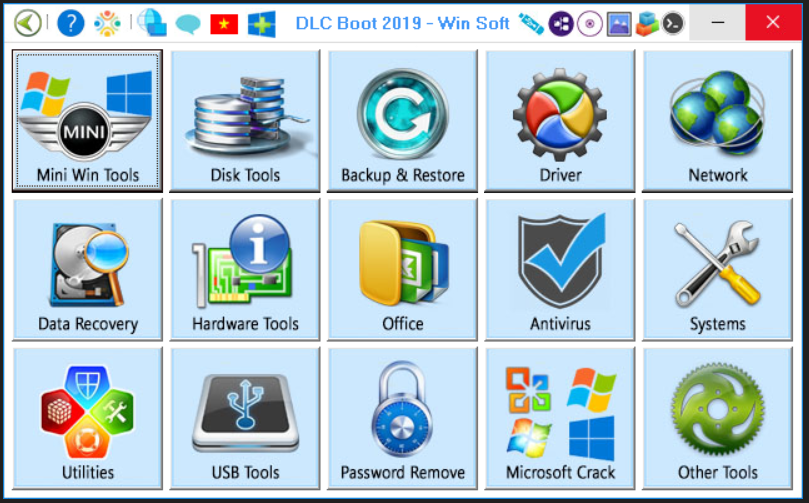 DLC Boot 2019 - Win Soft
MINI
Mini Win Tools
Disk Tools
Backup & Restore
Driver
Network
Data Recovery
Hardware Tools
Office
Antivirus
Systems
Utilities
USB Tools
Password Remove
Microsoft Crack
Other Tools